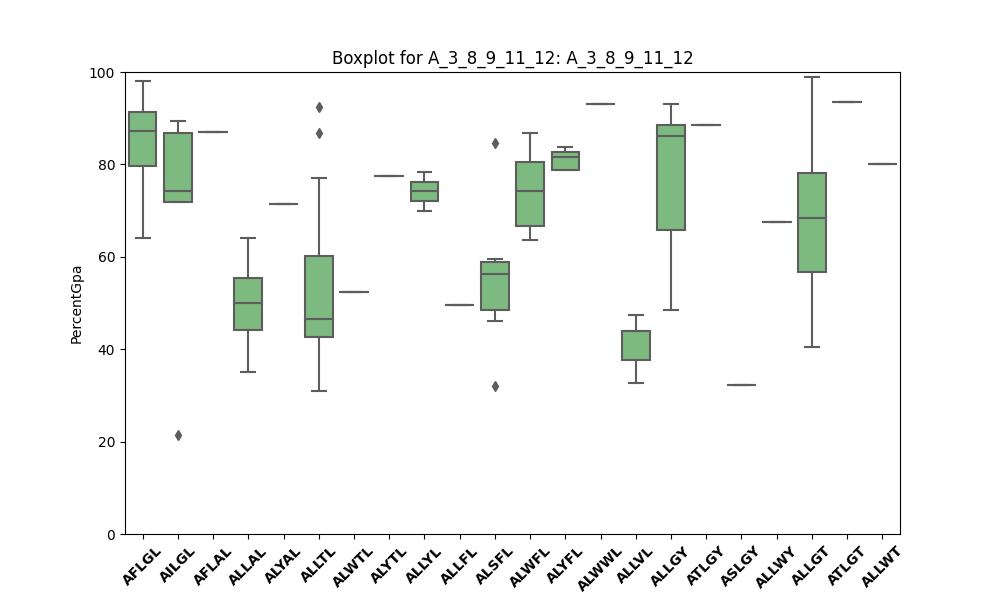 Boxplot for A_3_8_9_11_12: A_3_8_9_11_12
PercentGpa
100
80
60
40
20
0
AFLGL
AILGL
AFLAL
ALLAL
ALYAL
ALLTL
ALWTL
ALYTL
ALLYL
ALLFL
ALSFL
ALWFL
ALYFL
ALWWL
ALLVL
ALLGY
ATLGY
ASLGY
ALLWY
ALLGT
ATLGT
ALLWT